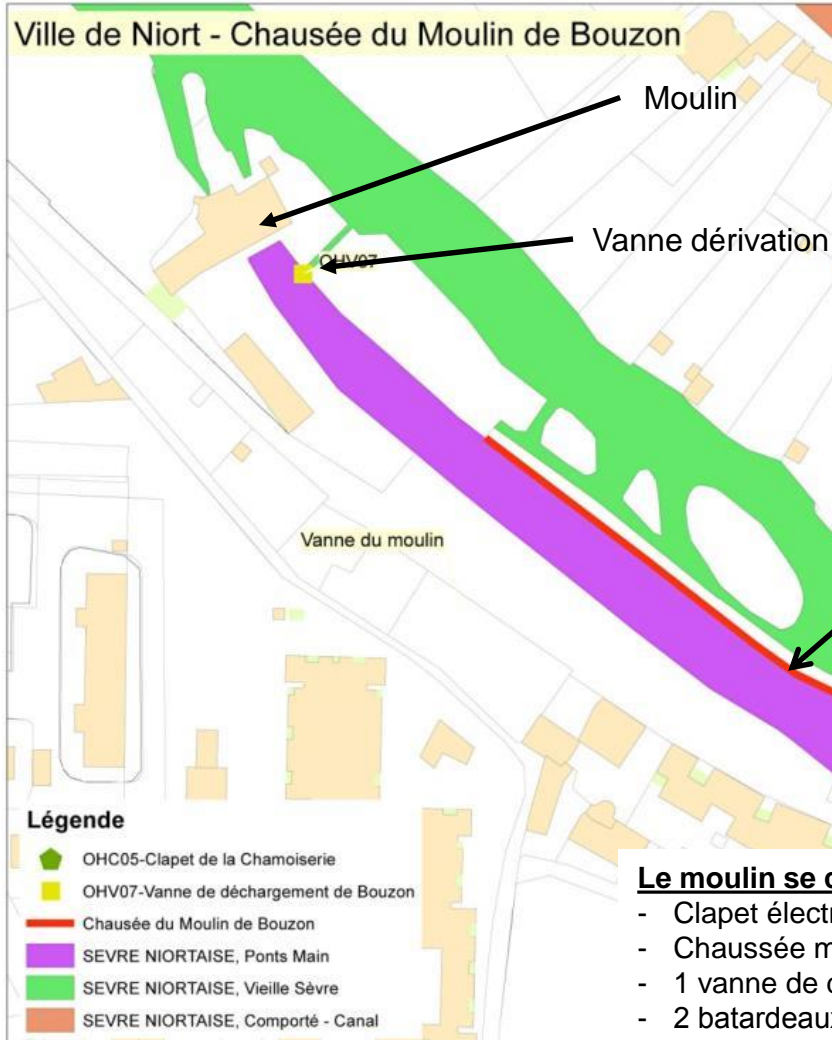 Ville de Niort - Chausée du Moulin de Bouzon
Moulin
Vanne dérivation
OHV07
Vanne du moulin
Légende
OHC05-Clapet de la Chamoiserie
OHV07-Vanne de déchargement de Bouzon
Chausée du Moulin de Bouzon
SEVRE NIORTAISE, Ponts Main
SEVRE NIORTAISE, Vieille Sèvre
SEVRE NIORTAISE, Comporté - Canal
Le moulin se
- Clapet
- Chaussée
- 1 vanne de
- 2 batardeaux